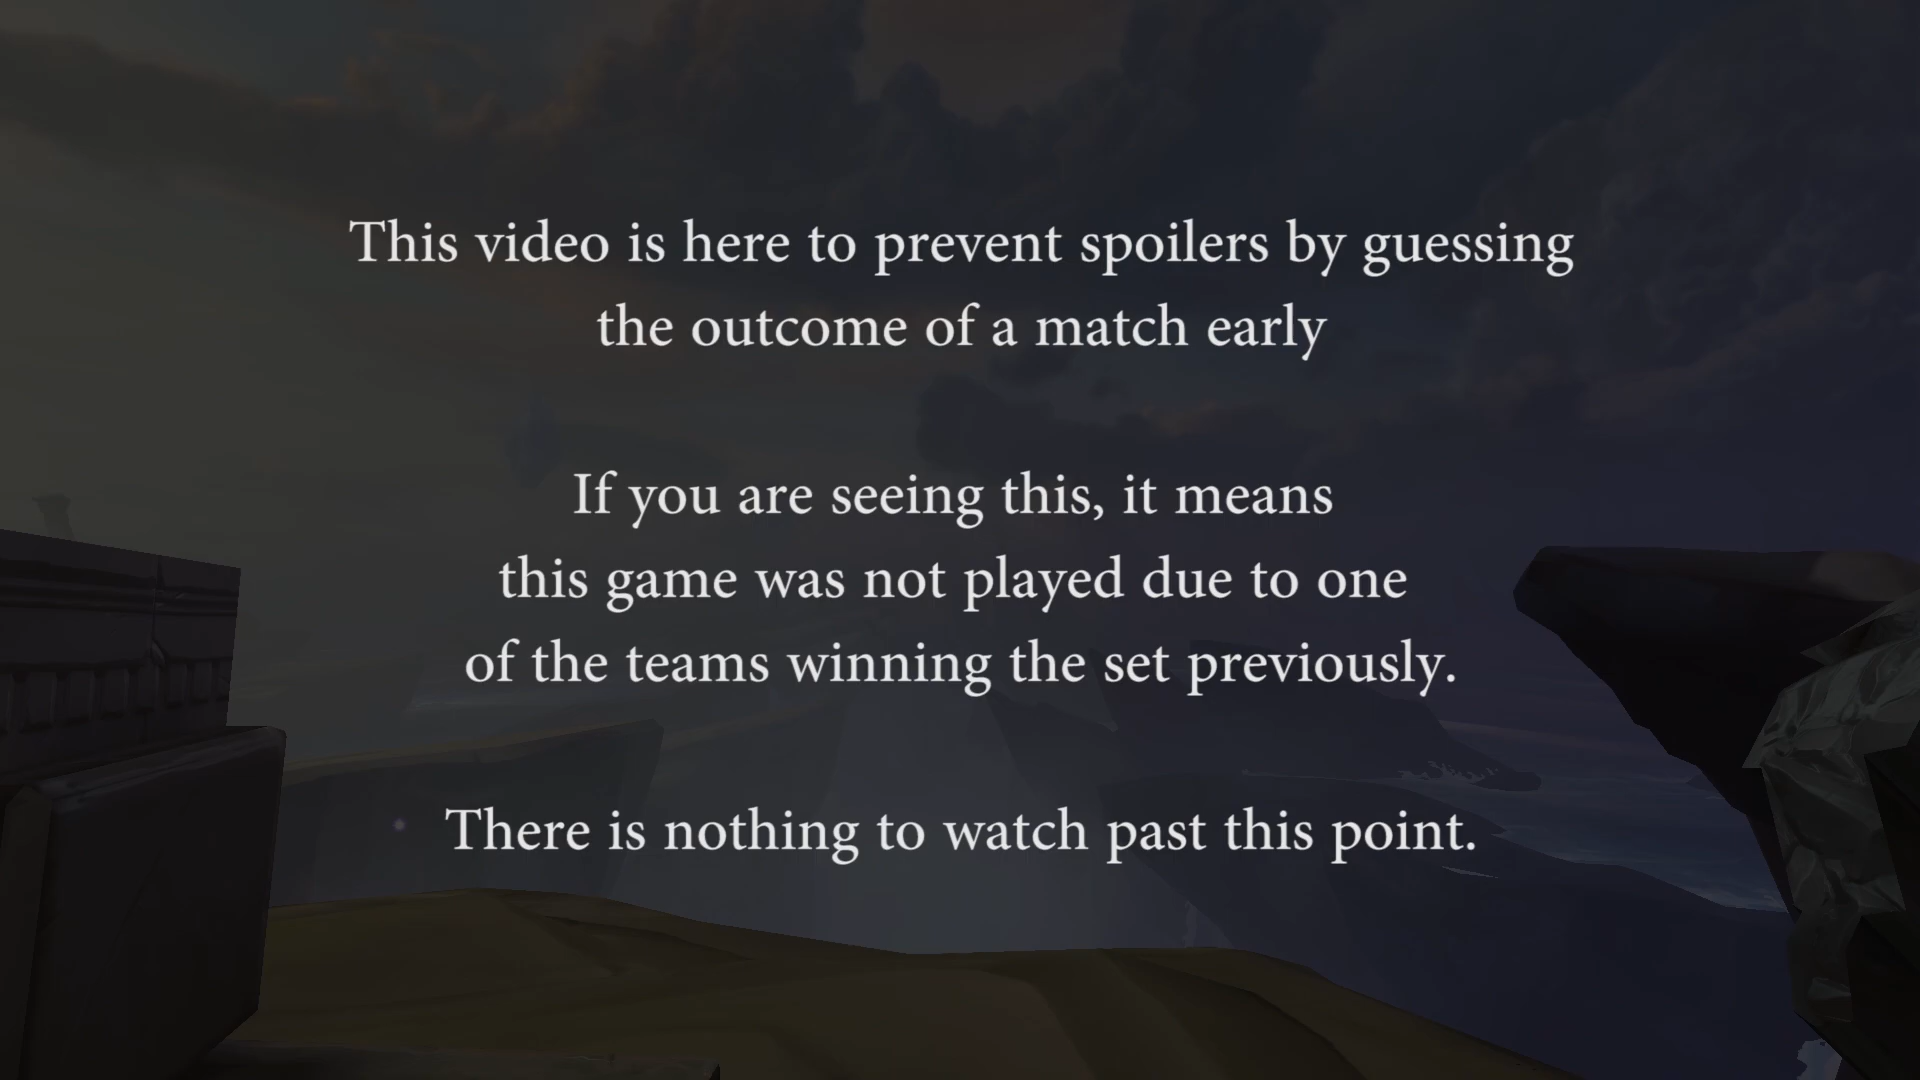 This video is here to prevent spoilers by guessing
the outcome of a match early
If you are seeing this, it means
this game was not played due to one
of the teams winning the set previously.
There is nothing to watch past this point.